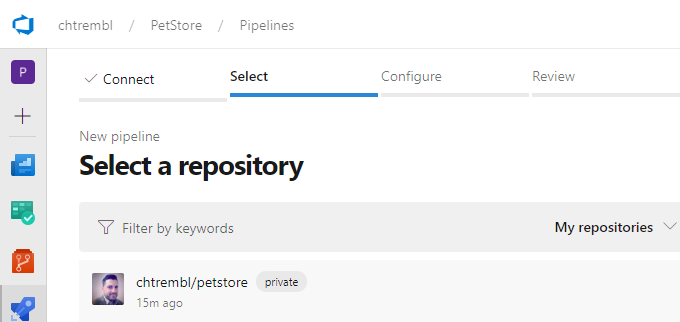 chtrembl / PetStore / Pipelines
P
Connect Select Configure Review
New pipeline
Select a repository
Filter by keywords My repositories
chtrembl/petstore private
15m ago